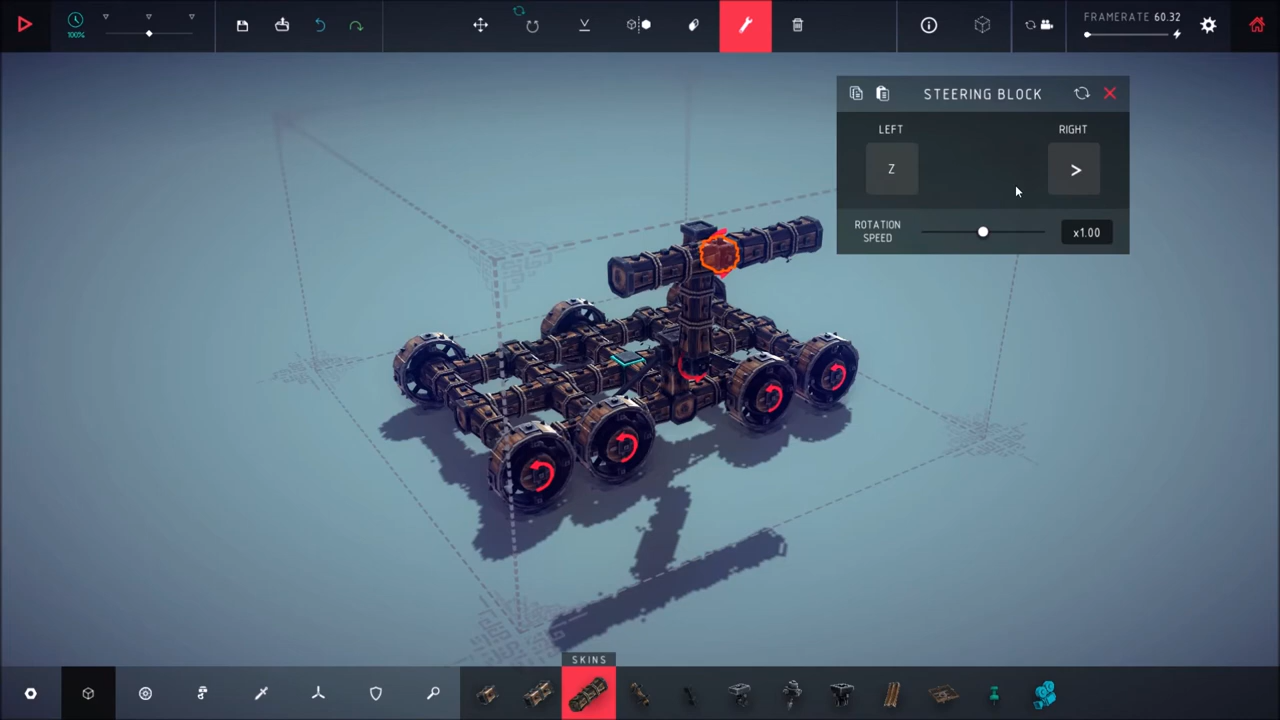 100%
FRAMERATE 60.32
STEERING BLOCK
LEFT
RIGHT
Z
>
ROTATION
SPEED
x1.00
SKINS